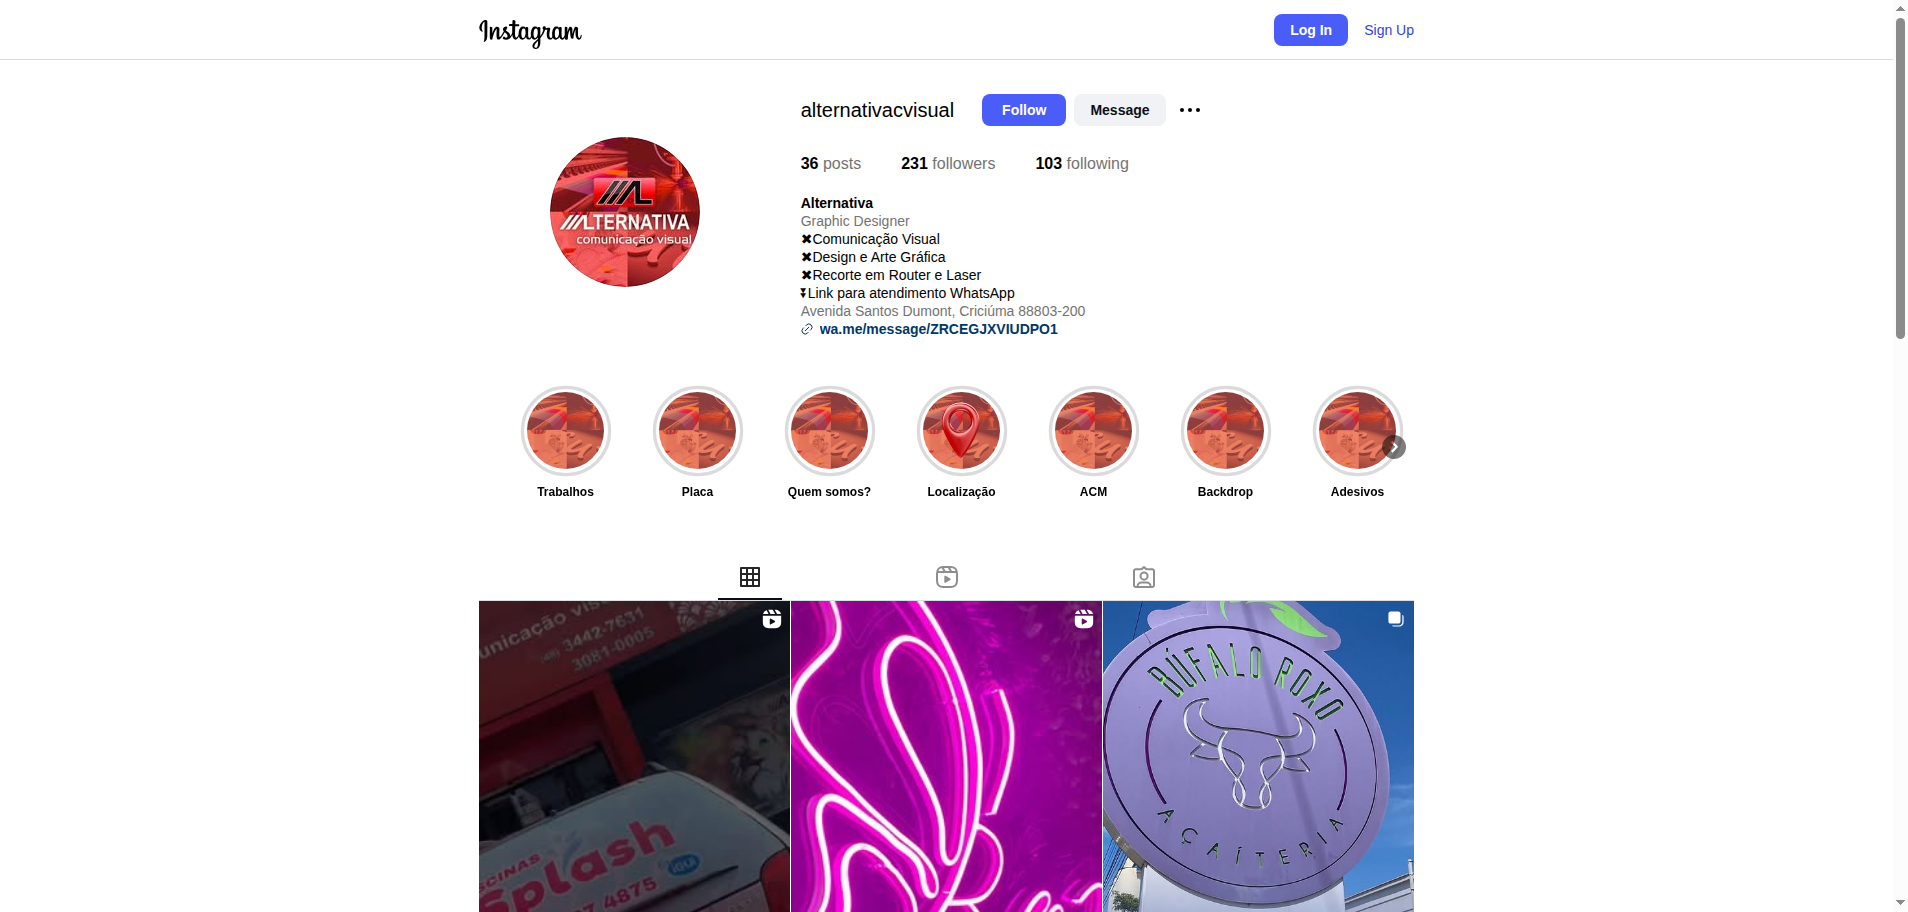 Instagram
Log In
Sign Up
alternativacvisual
Follow
Message
36 posts
231 followers
103 following
ALTERNATIVA
comunicação visual
Alternativa
Graphic Designer
✖Comunicação Visual
✖Design e Arte Gráfica
✖Recorte em Router e Laser
⏬Link para atendimento WhatsApp
Avenida Santos Dumont, Criciúma 88803-200
wa.me/message/ZRCEGJXVIUDPO1
Trabalhos
Placa
Quem somos?
Localização
ACM
Backdrop
Adesivos
3442-7631
3081-0005
Splash
4875
BÚFALO ROXO
AÇAÍTERIA